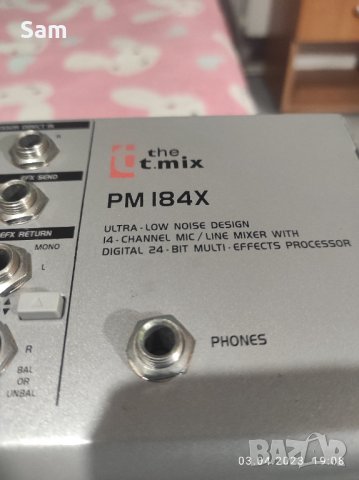 Sam
SSOR DIRECT IN
R
EFX SEND
EFX RETURN
MONO
L
R
BAL
OR
UNBAL
the
t.mix
PM 184X
ULTRA-LOW NOISE DESIGN
14-CHANNEL MIC/LINE MIXER WITH
DIGITAL 24-BIT MULTI-EFFECTS PROCESSOR
PHONES
BAZAR
03.04.2023 19:08